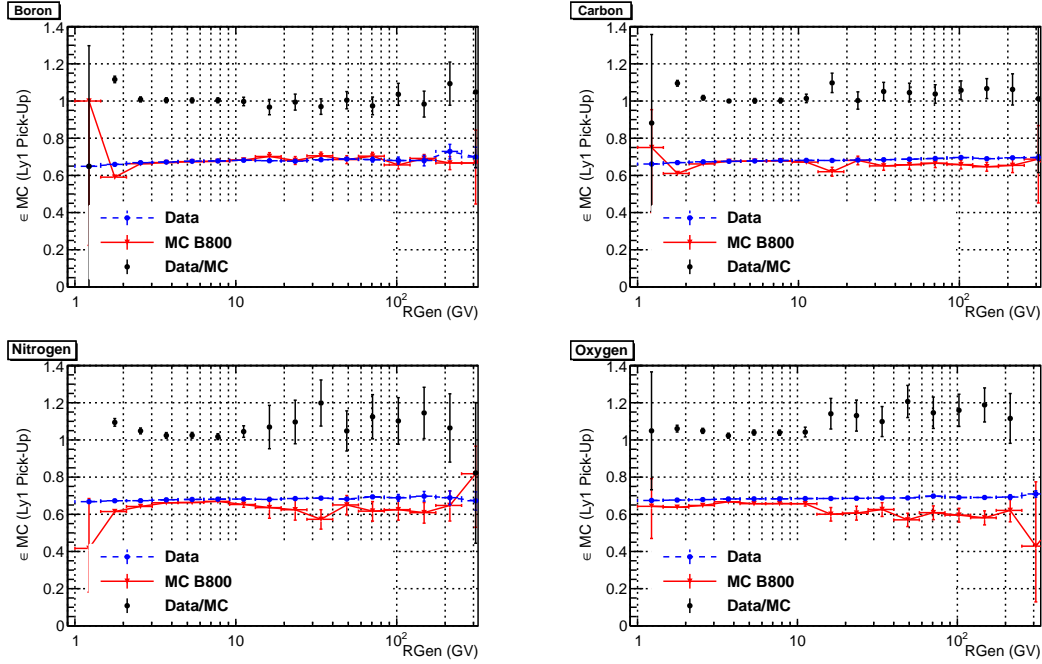 Boron
∈ MC (Ly1 Pick-Up)
1.4
1.2
1
0.8
0.6
0.4
0.2
0
Data
MC B800
Data/MC
1 10 10²
RGen (GV)
Carbon
∈ MC (Ly1 Pick-Up)
1.4
1.2
1
0.8
0.6
0.4
0.2
0
Data
MC B800
Data/MC
1 10 10²
RGen (GV)
Nitrogen
∈ MC (Ly1 Pick-Up)
1.4
1.2
1
0.8
0.6
0.4
0.2
0
Data
MC B800
Data/MC
1 10 10²
RGen (GV)
Oxygen
∈ MC (Ly1 Pick-Up)
1.4
1.2
1
0.8
0.6
0.4
0.2
0
Data
MC B800
Data/MC
1 10 10²
RGen (GV)